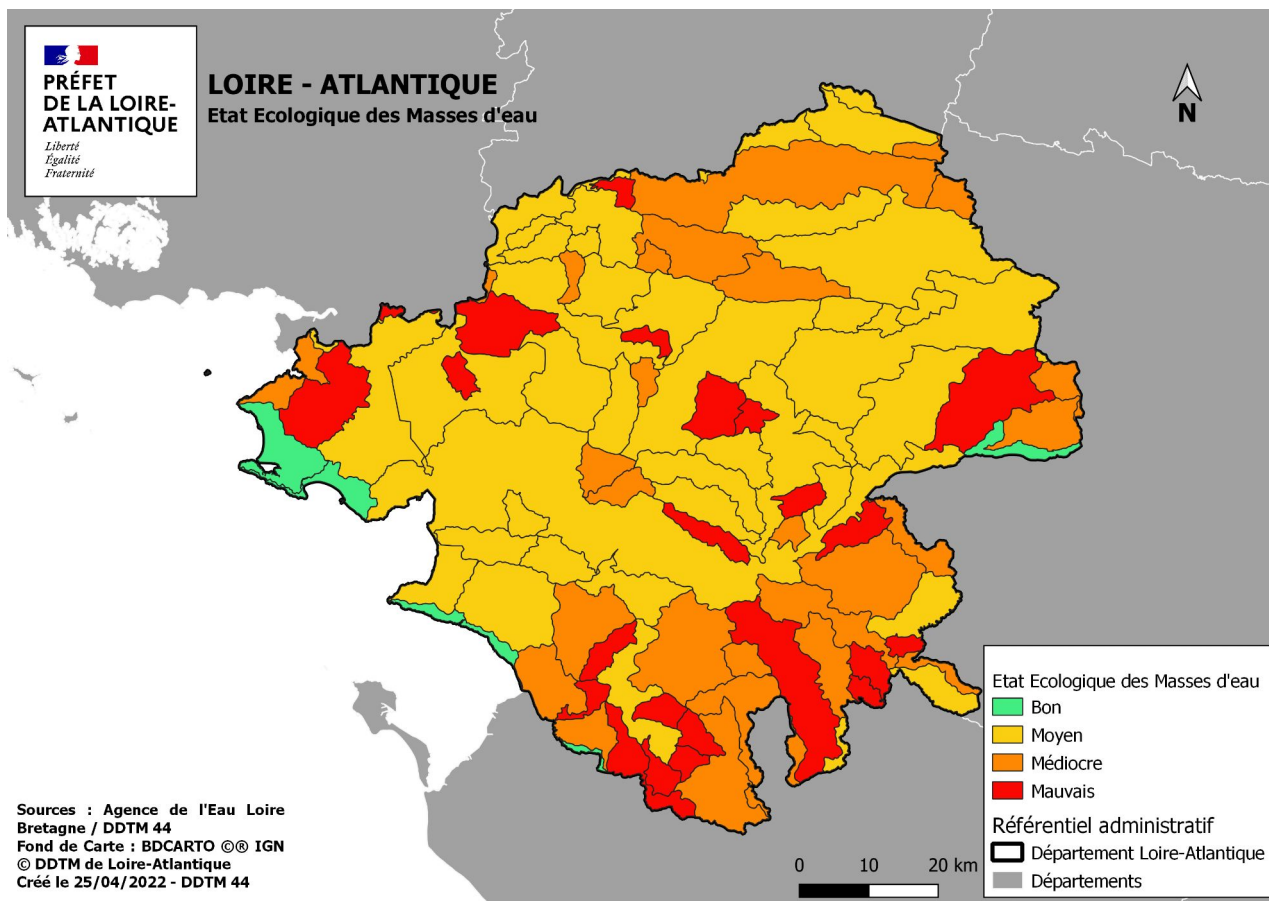 PRÉFET
DE LA LOIRE-
ATLANTIQUE
Liberté
Égalité
Fraternité
LOIRE - ATLANTIQUE
Etat Ecologique des Masses d'eau
N
Etat Ecologique des Masses d'eau
Bon
Moyen
Médiocre
Mauvais
Référentiel administratif
Département Loire-Atlantique
Départements
0 10 20 km
Sources : Agence de l'Eau Loire
Bretagne / DDTM 44
Fond de Carte : BDCARTO ©® IGN
© DDTM de Loire-Atlantique
Créé le 25/04/2022 - DDTM 44